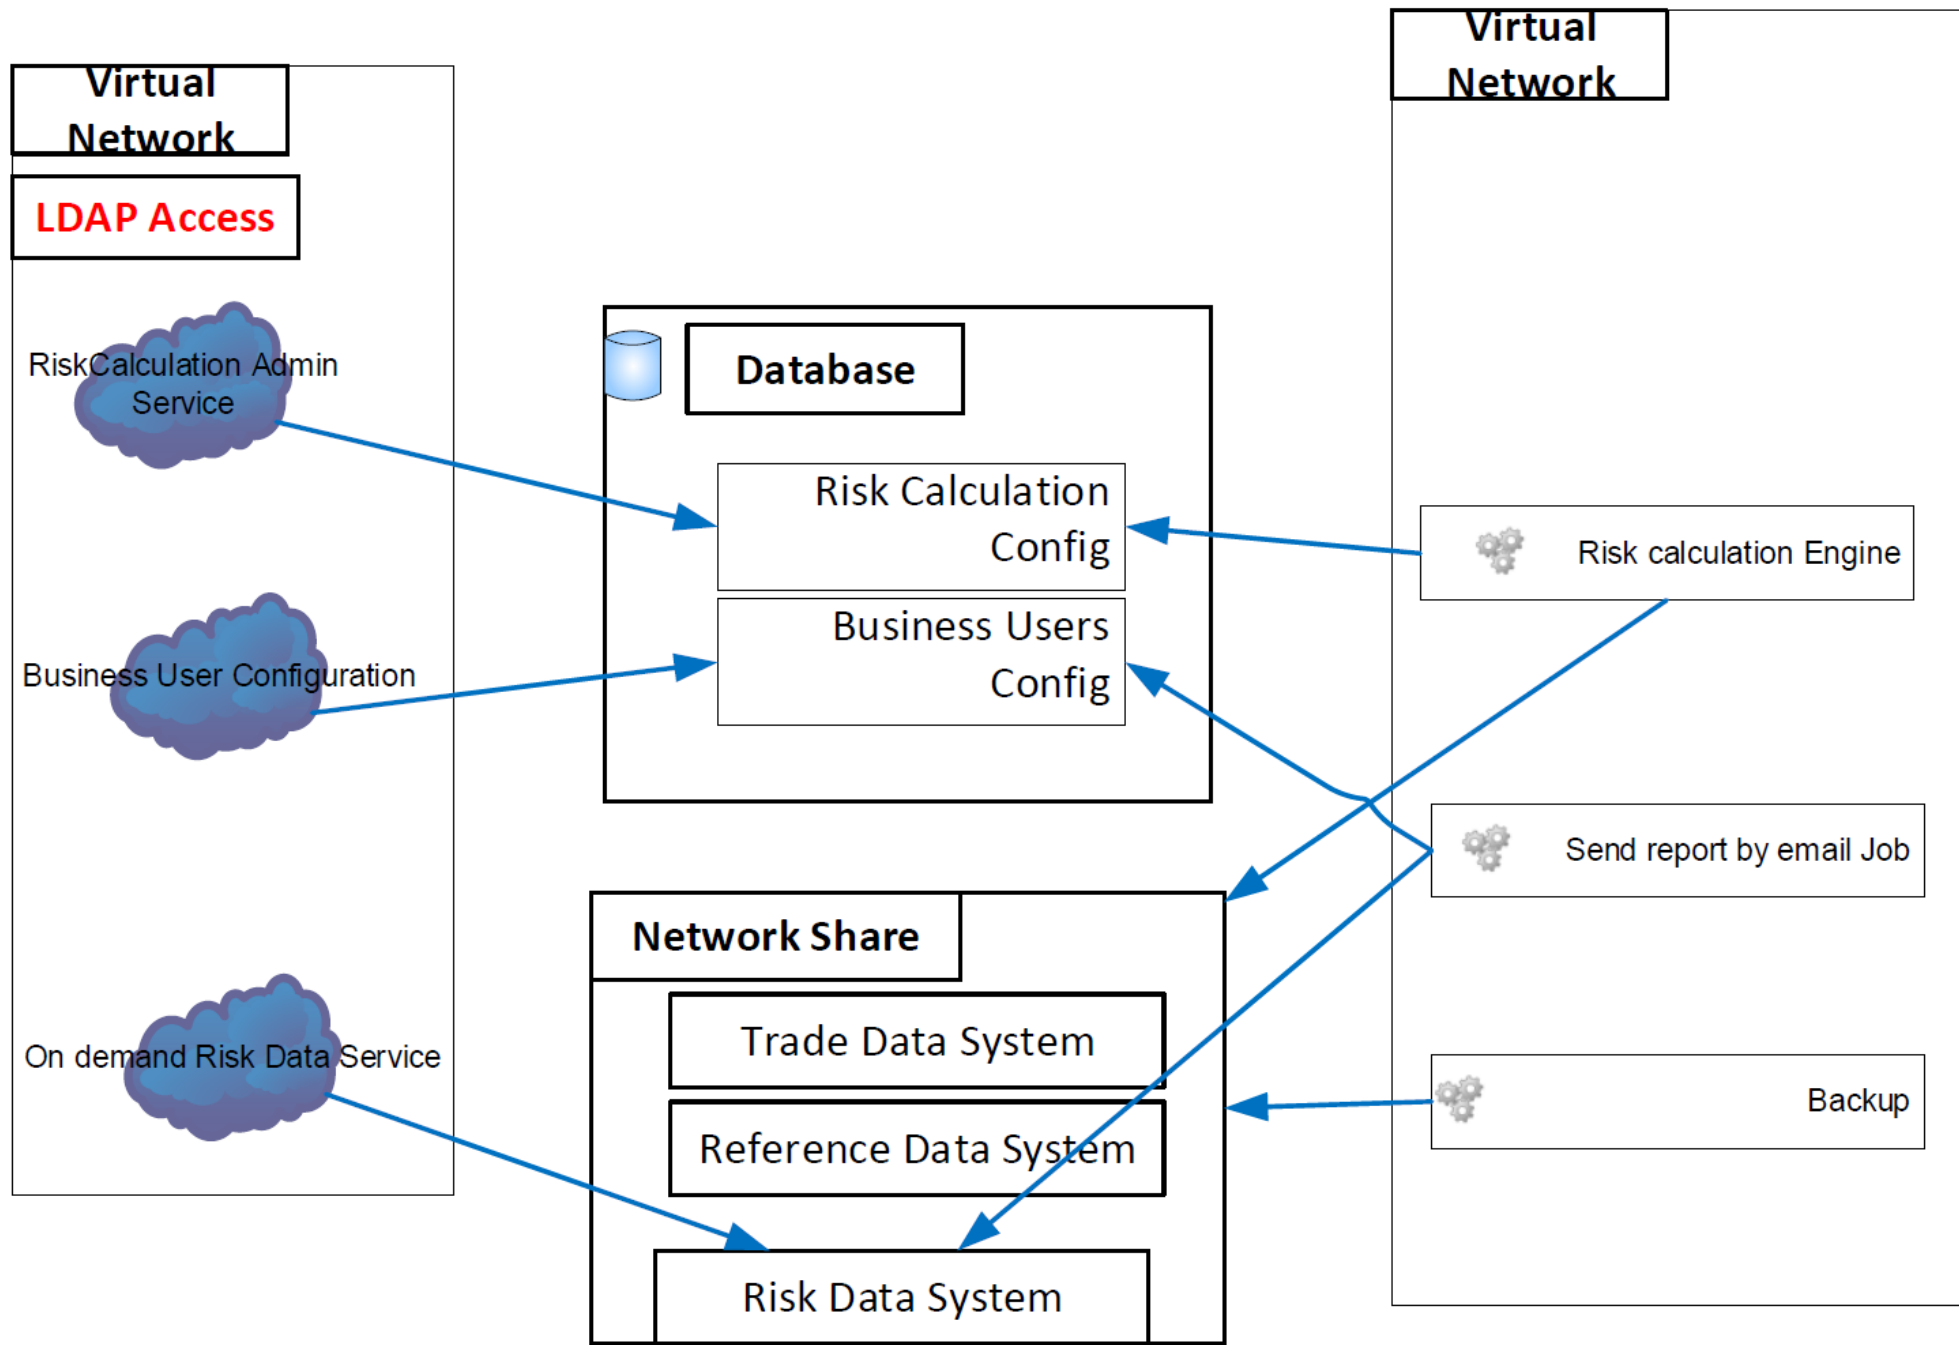 Virtual
Network
LDAP Access
RiskCalculation Admin
Service
Business User Configuration
On demand Risk Data Service
Database
Risk Calculation
Config
Business Users
Config
Network Share
Trade Data System
Reference Data System
Risk Data System
Virtual
Network
Risk calculation Engine
Send report by email Job
Backup